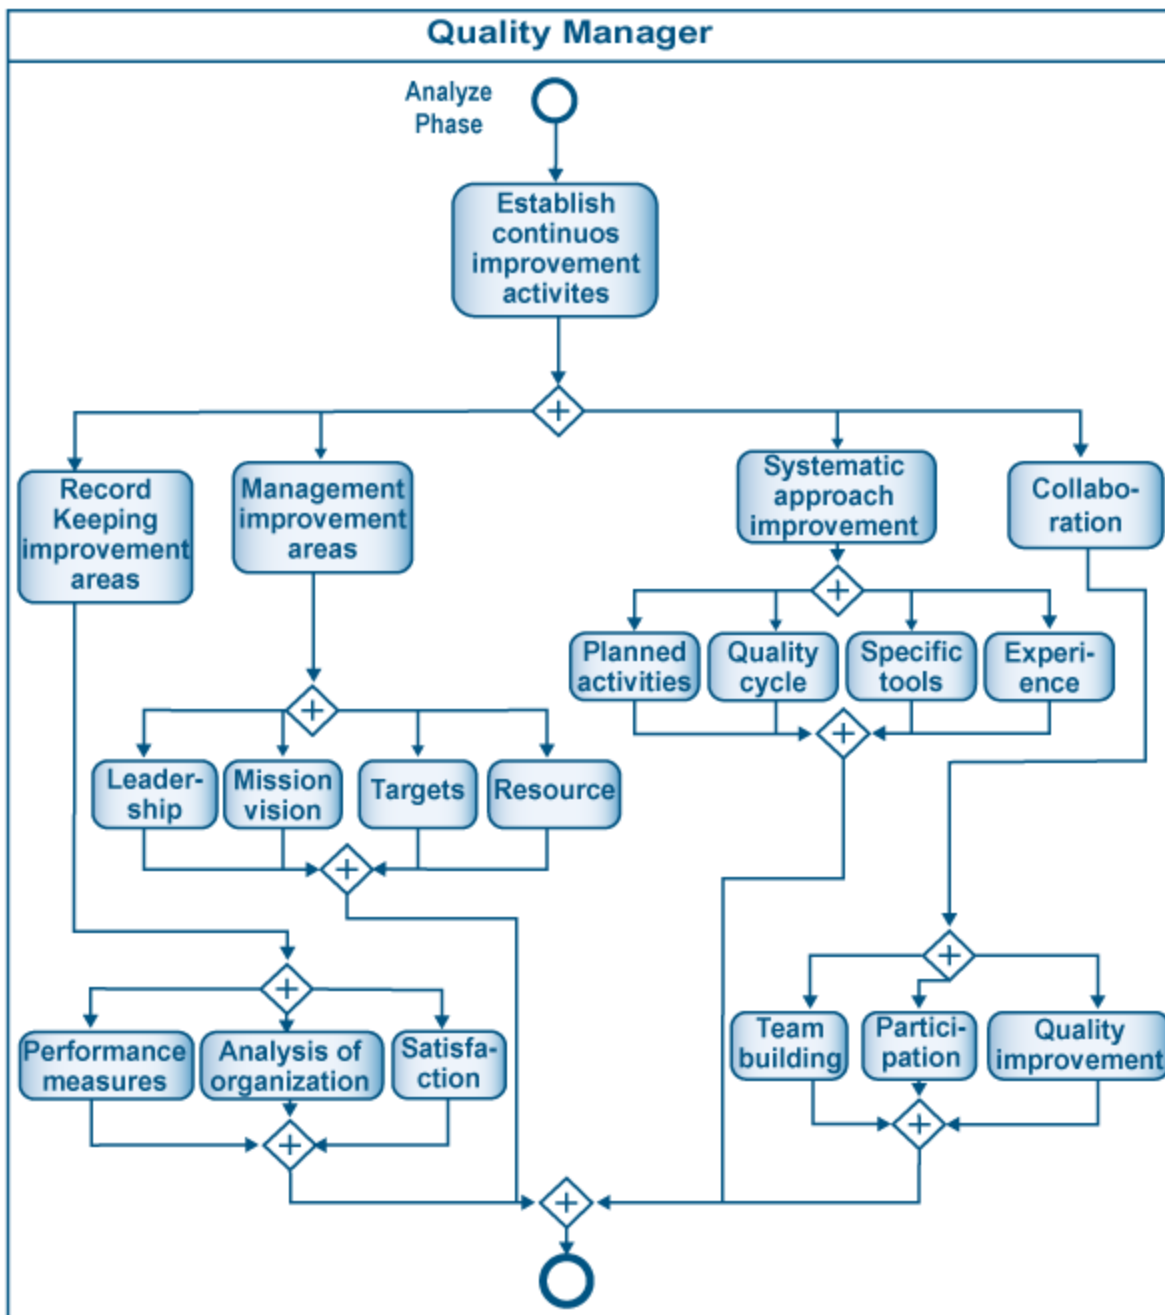 Quality Manager
Analyze
Phase
Establish
continuos
improvement
activites
Record
Keeping
improvement
areas
Management
improvement
areas
Systematic
approach
improvement
Collabo-
ration
Planned
activities
Quality
cycle
Specific
tools
Experi-
ence
Leader-
ship
Mission
vision
Targets
Resource
Performance
measures
Analysis of
organization
Satisfa-
ction
Team
building
Partici-
pation
Quality
improvement